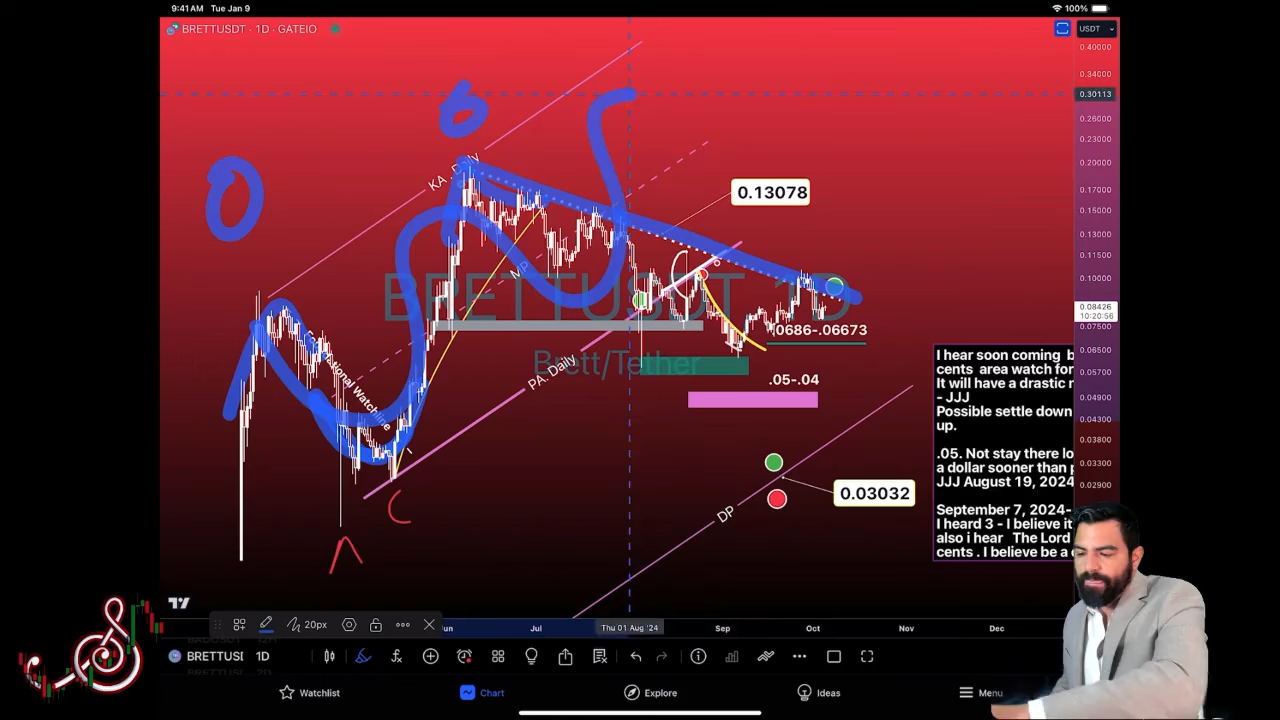 9:41 AM Tue Jan 9
100%
BRETTUSDT · 1D · GATEIO
USDT
0.40000
0.34000
0.30113
0.26000
0.23000
0.20000
KA. Daily
0.17000
0.13078
0.15000
0.13000
0.11500
0.10000
BRETTUSDT, 1D
0.08426
10:20:56
0.07500
.0686-.06673
Brett/Tether
0.06500
PA. Daily
0.05700
.05-.04
0.04900
0.04300
0.03800
0.03300
0.02900
I hear soon coming b
cents area watch for
It will have a drastic r
- JJJ
Possible settle down
up.
.05. Not stay there lo
a dollar sooner than p
JJJ August 19, 2024
September 7, 2024-
I heard 3 - I believe it
also i hear The Lord
cents . I believe be a
0.03032
DP
C
20px
Jun
Jul
Thu 01 Aug '24
Sep
Oct
Nov
Dec
BRETTUSI
1D
Watchlist
Chart
Explore
Ideas
Menu